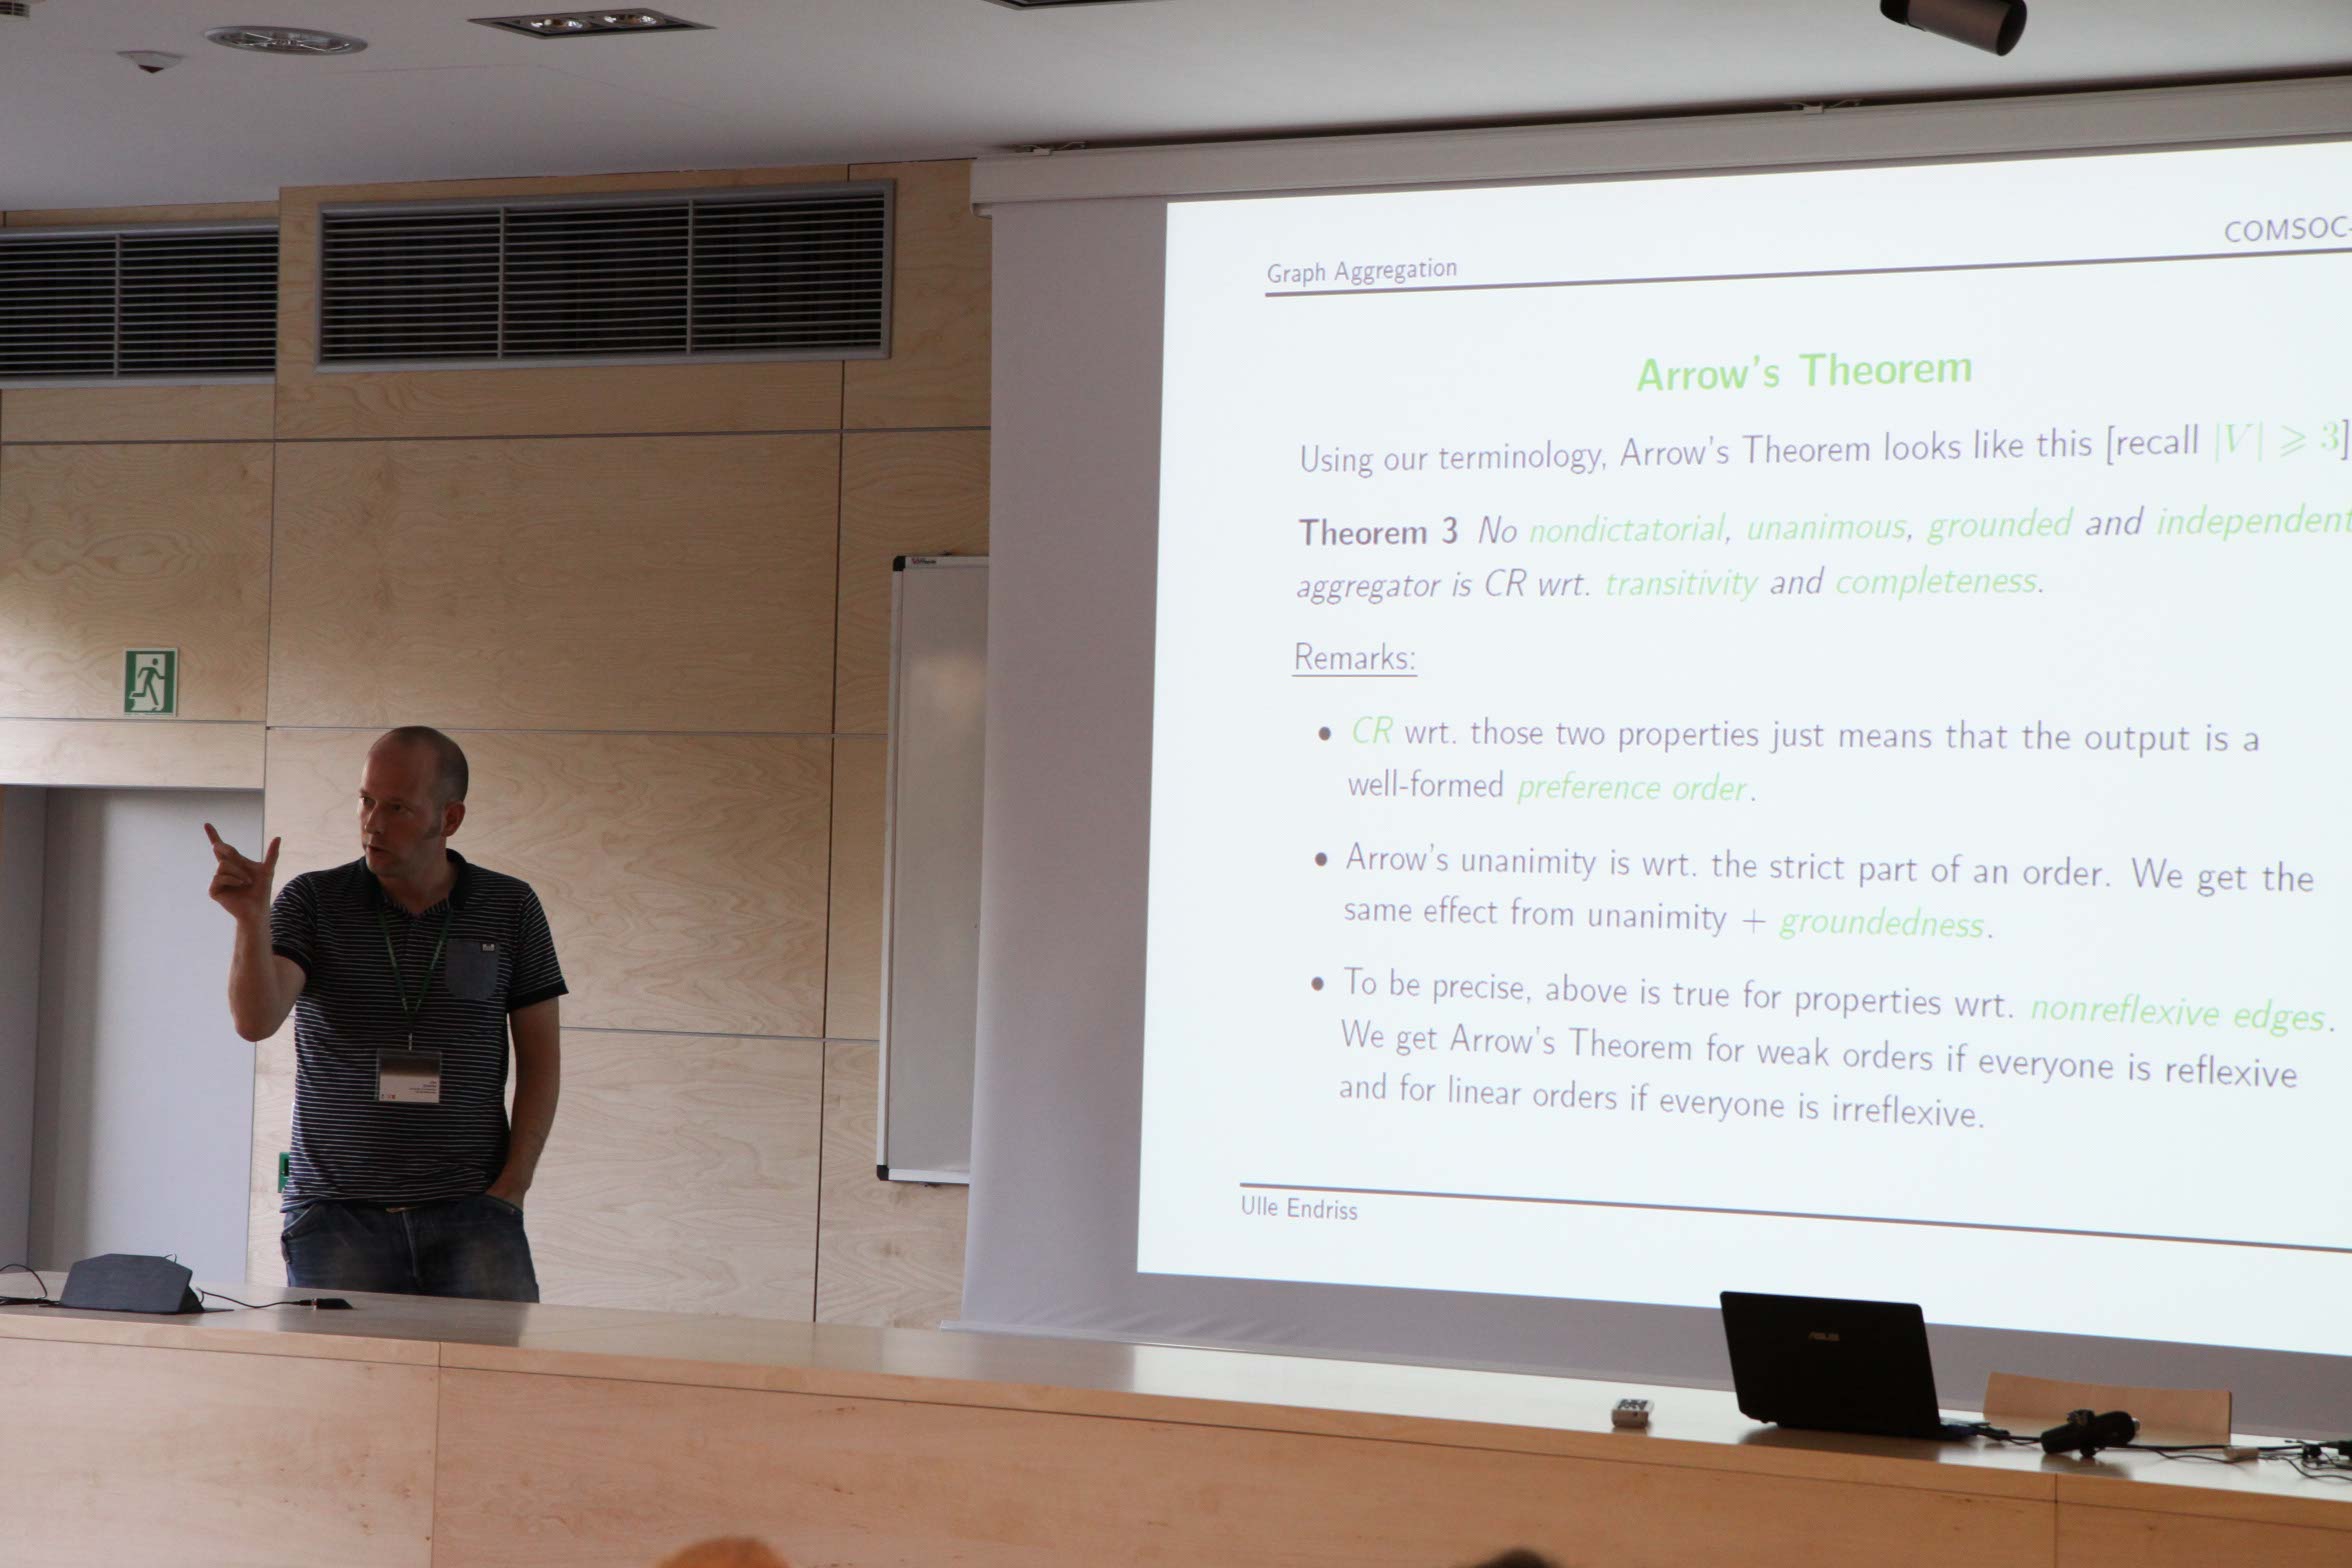 COMSOC-
Graph Aggregation
Arrow's Theorem
Using our terminology, Arrow's Theorem looks like this [recall |V| ⩾ 3]
Theorem 3 No nondictatorial, unanimous, grounded and independent
aggregator is CR wrt. transitivity and completeness.
Remarks:
• CR wrt. those two properties just means that the output is a
well-formed preference order.
• Arrow's unanimity is wrt. the strict part of an order. We get the
same effect from unanimity + groundedness.
• To be precise, above is true for properties wrt. nonreflexive edges.
We get Arrow's Theorem for weak orders if everyone is reflexive
and for linear orders if everyone is irreflexive.
Ulle Endriss
ASUS